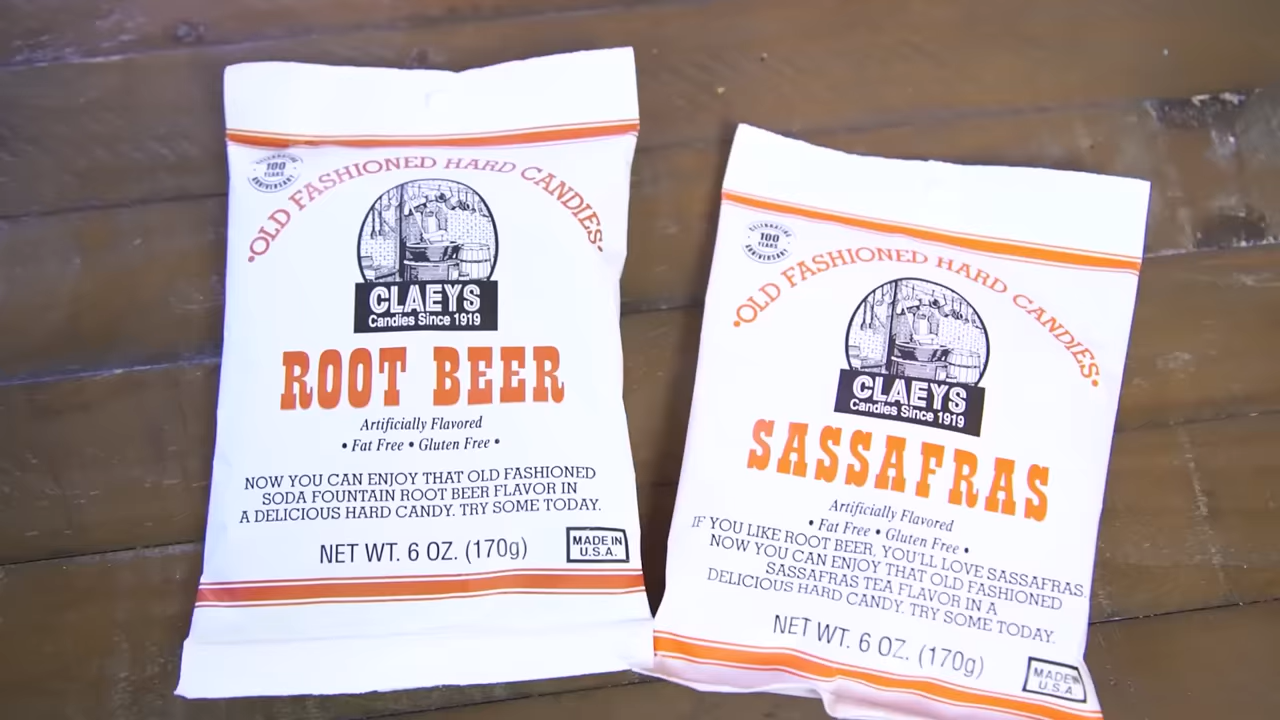 CELEBRATING
100
YEARS
ANNIVERSARY
•OLD FASHIONED HARD CANDIES•
CLAEYS
Candies Since 1919
ROOT BEER
Artificially Flavored
• Fat Free • Gluten Free •
NOW YOU CAN ENJOY THAT OLD FASHIONED
SODA FOUNTAIN ROOT BEER FLAVOR IN
A DELICIOUS HARD CANDY. TRY SOME TODAY.
NET WT. 6 OZ. (170g)
MADE IN
U.S.A.
CELEBRATING
100
YEARS
ANNIVERSARY
•OLD FASHIONED HARD CANDIES•
CLAEYS
Candies Since 1919
SASSAFRAS
Artificially Flavored
• Fat Free • Gluten Free •
IF YOU LIKE ROOT BEER, YOU'LL LOVE SASSAFRAS.
NOW YOU CAN ENJOY THAT OLD FASHIONED
SASSAFRAS TEA FLAVOR IN A
DELICIOUS HARD CANDY. TRY SOME TODAY.
NET WT. 6 OZ. (170g)
MADE IN
U.S.A